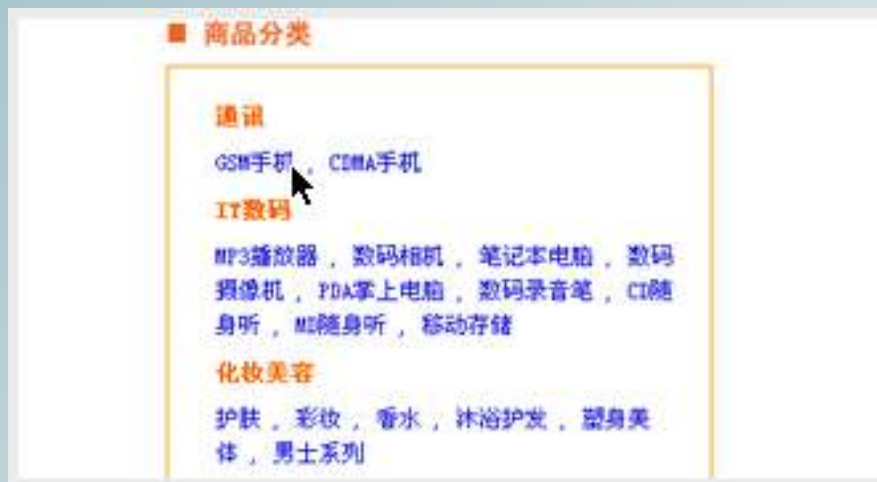 ■ 商品分类
通讯
GSM手机 ，CDMA手机
IT数码
MP3播放器 ，数码相机 ，笔记本电脑 ，数码
摄像机 ，PDA掌上电脑 ，数码录音笔 ，CD随
身听 ，MD随身听 ，移动存储
化妆美容
护肤 ，彩妆 ，香水 ，沐浴护发 ，塑身美
体 ，男士系列